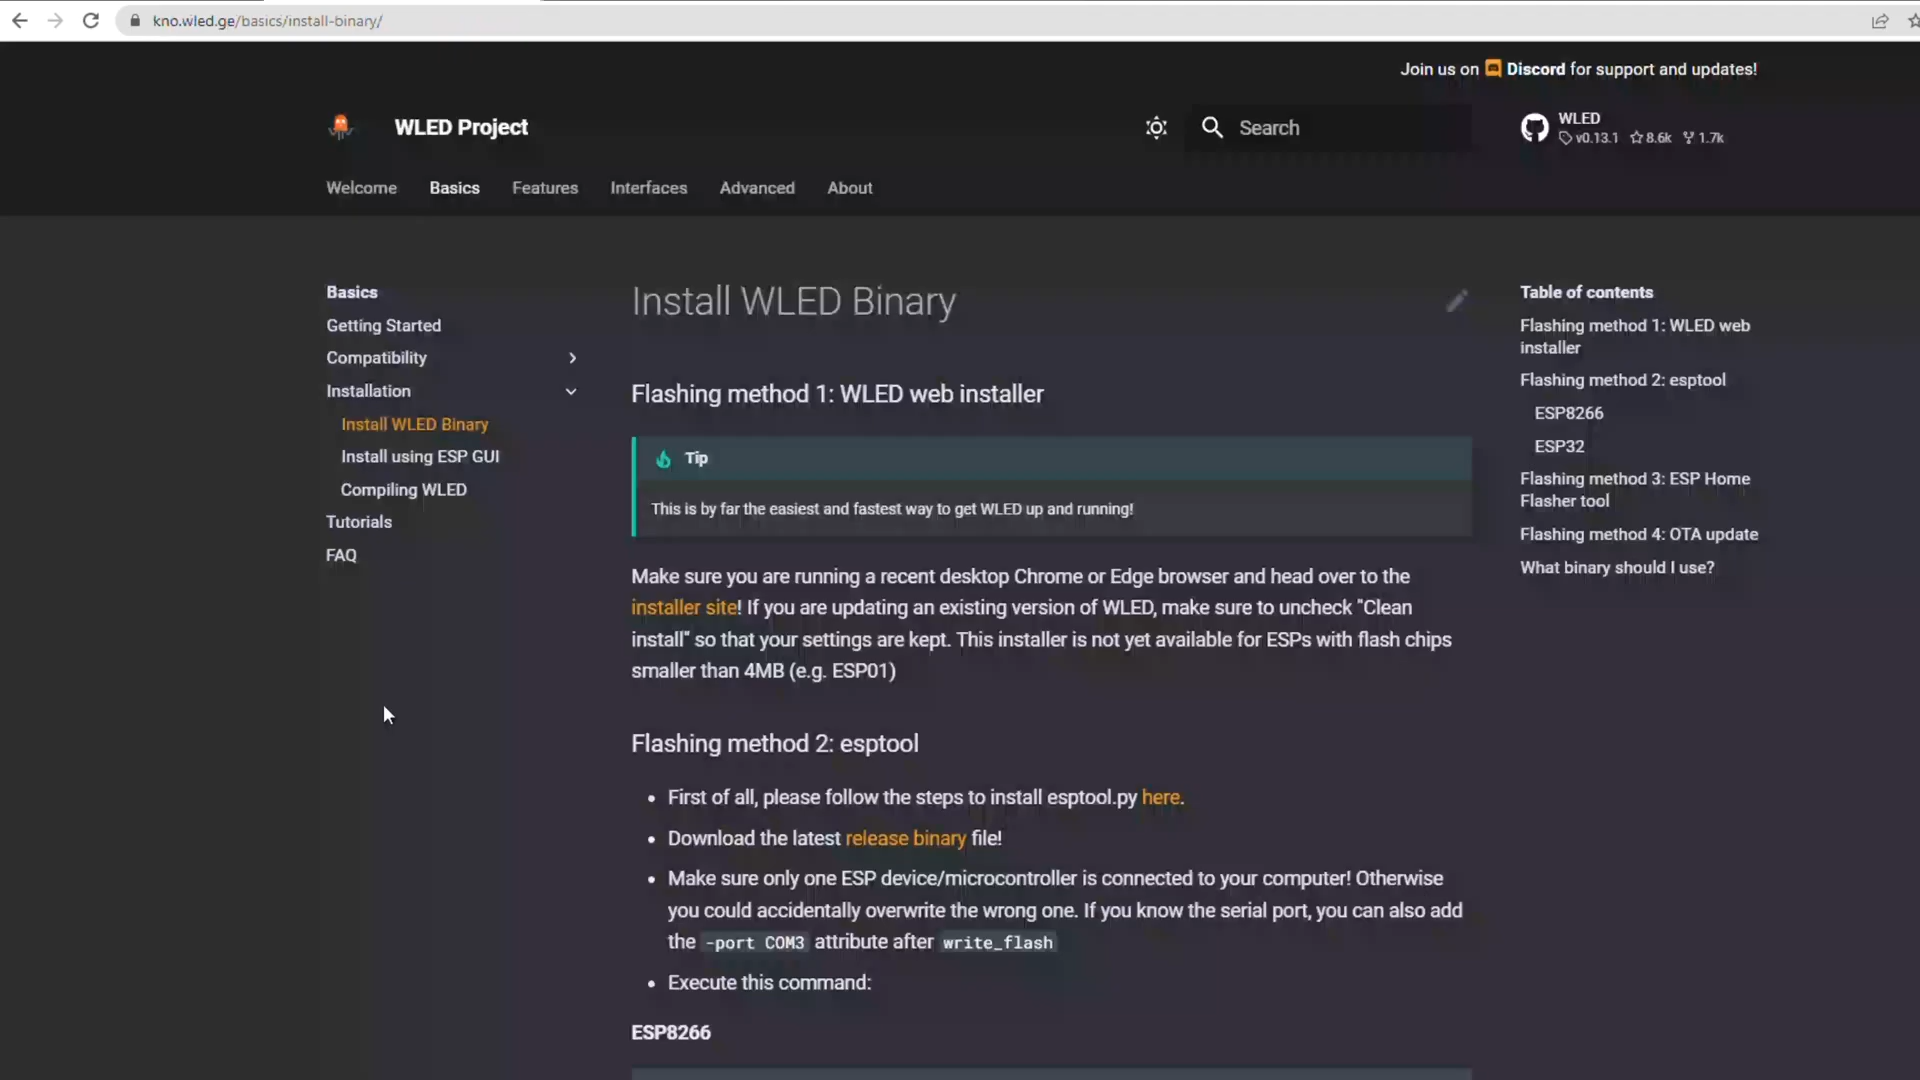 kno.wled.ge/basics/install-binary/
Join us on Discord for support and updates!
WLED Project
Search
WLED
v0.13.1 8.6k 1.7k
Welcome Basics Features Interfaces Advanced About
Basics
Getting Started
Compatibility
Installation
Install WLED Binary
Install using ESP GUI
Compiling WLED
Tutorials
FAQ
Install WLED Binary
Flashing method 1: WLED web installer
Tip
This is by far the easiest and fastest way to get WLED up and running!
Make sure you are running a recent desktop Chrome or Edge browser and head over to the
installer site! If you are updating an existing version of WLED, make sure to uncheck "Clean
install" so that your settings are kept. This installer is not yet available for ESPs with flash chips
smaller than 4MB (e.g. ESP01)
Flashing method 2: esptool
• First of all, please follow the steps to install esptool.py here.
• Download the latest release binary file!
• Make sure only one ESP device/microcontroller is connected to your computer! Otherwise
you could accidentally overwrite the wrong one. If you know the serial port, you can also add
the -port COM3 attribute after write_flash
• Execute this command:
ESP8266
Table of contents
Flashing method 1: WLED web
installer
Flashing method 2: esptool
ESP8266
ESP32
Flashing method 3: ESP Home
Flasher tool
Flashing method 4: OTA update
What binary should I use?